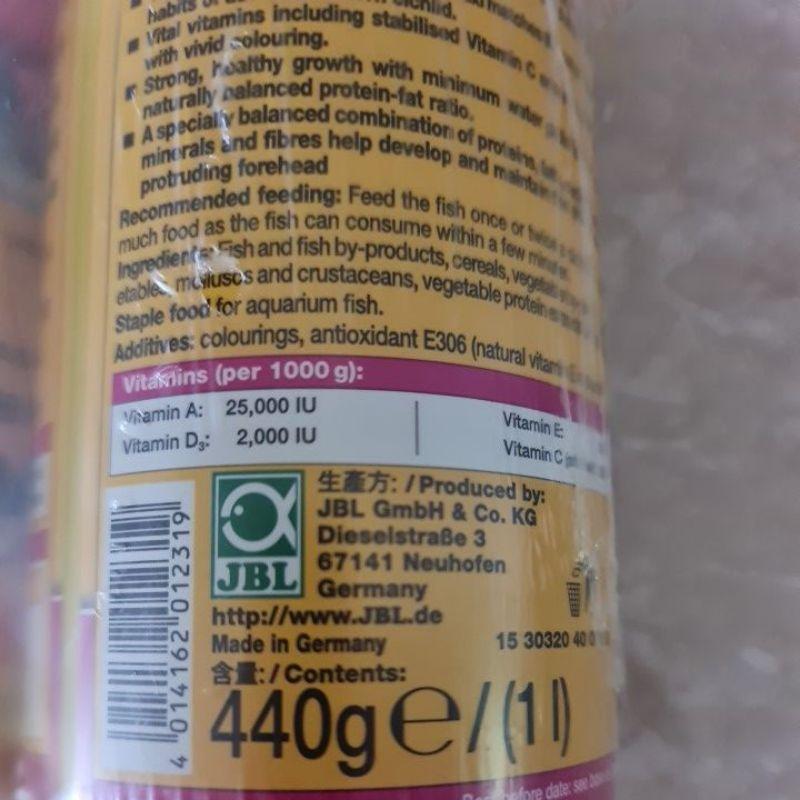 habits
■ Vital vitamins including stabilised Vitamin C
with vivid colouring.
■ Strong, healthy growth with minimum water
naturally balanced protein-fat ratio.
■ A specially balanced combination of proteins,
minerals and fibres help develop and maintain
protruding forehead
Recommended feeding: Feed the fish once or twice a
much food as the fish can consume within a few
Ingredients: Fish and fish by-products, cereals,
etables, molluscs and crustaceans, vegetable protein
Staple food for aquarium fish.
Additives: colourings, antioxidant E306 (natural
Vitamins (per 1000 g):
Vitamin A: 25,000 IU Vitamin E:
Vitamin D3: 2,000 IU Vitamin C
生產方: / Produced by:
JBL GmbH & Co. KG
Dieselstraße 3
67141 Neuhofen
Germany
JBL
http://www.JBL.de
Made in Germany
15 30320 40 0
含量: / Contents:
440g e / (1 l)
4 014162 012319
before date: see